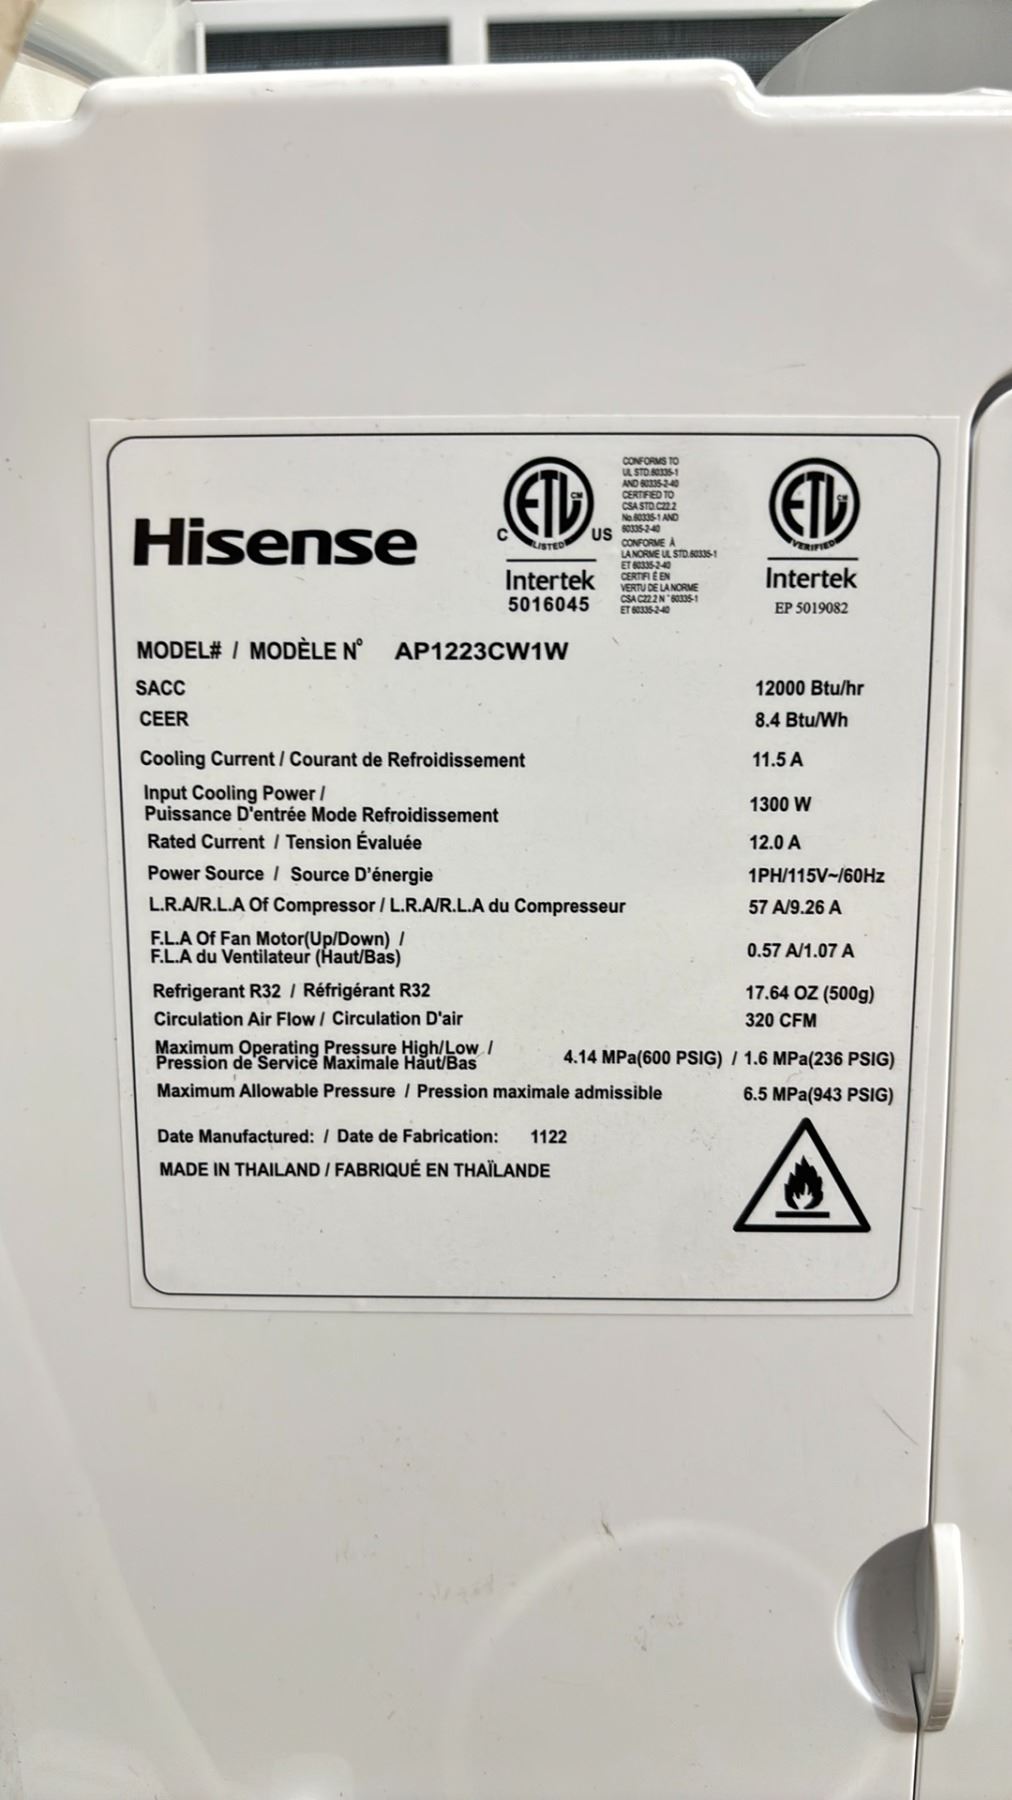 Hisense
ETL CM
LISTED
C US
Intertek
5016045
CONFORMS TO
UL STD.60335-1
AND 60335-2-40
CERTIFIED TO
CSA STD.C22.2
No.60335-1 AND
60335-2-40
CONFORME À
LA NORME UL STD.60335-1
ET 60335-2-40
CERTIFI É EN
VERTU DE LA NORME
CSA C22.2 N° 60335-1
ET 60335-2-40
ETL CM
VERIFIED
Intertek
EP 5019082
MODEL# / MODÈLE N° AP1223CW1W
SACC 12000 Btu/hr
CEER 8.4 Btu/Wh
Cooling Current / Courant de Refroidissement 11.5 A
Input Cooling Power /
Puissance D'entrée Mode Refroidissement 1300 W
Rated Current / Tension Évaluée 12.0 A
Power Source / Source D'énergie 1PH/115V~/60Hz
L.R.A/R.L.A Of Compressor / L.R.A/R.L.A du Compresseur 57 A/9.26 A
F.L.A Of Fan Motor(Up/Down) /
F.L.A du Ventilateur (Haut/Bas) 0.57 A/1.07 A
Refrigerant R32 / Réfrigérant R32 17.64 OZ (500g)
Circulation Air Flow / Circulation D'air 320 CFM
Maximum Operating Pressure High/Low /
Pression de Service Maximale Haut/Bas 4.14 MPa(600 PSIG) / 1.6 MPa(236 PSIG)
Maximum Allowable Pressure / Pression maximale admissible 6.5 MPa(943 PSIG)
Date Manufactured: / Date de Fabrication: 1122
MADE IN THAILAND / FABRIQUÉ EN THAÏLANDE